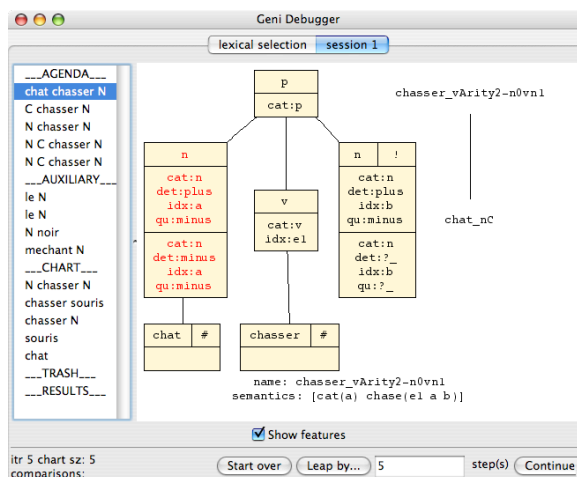 Geni Debugger
lexical selection session 1
___AGENDA___
chat chasser N
C chasser N
N chasser N
N C chasser N
N C chasser N
___AUXILIARY___
le N
le N
N noir
mechant N
___CHART___
N chasser N
chasser souris
chasser N
souris
chat
___TRASH___
___RESULTS___
p
cat:p
n
cat:n
det:plus
idx:a
qu:minus
cat:n
det:minus
idx:a
qu:minus
v
cat:v
idx:e1
n !
cat:n
det:plus
idx:b
qu:minus
cat:n
det:?_
idx:b
qu:?_
chat #
chasser #
chasser_vArity2-n0vn1
chat_nC
name: chasser_vArity2-n0vn1
semantics: [cat(a) chase(e1 a b)]
Show features
itr 5 chart sz: 5
comparisons:
Start over Leap by... 5 step(s) Continue